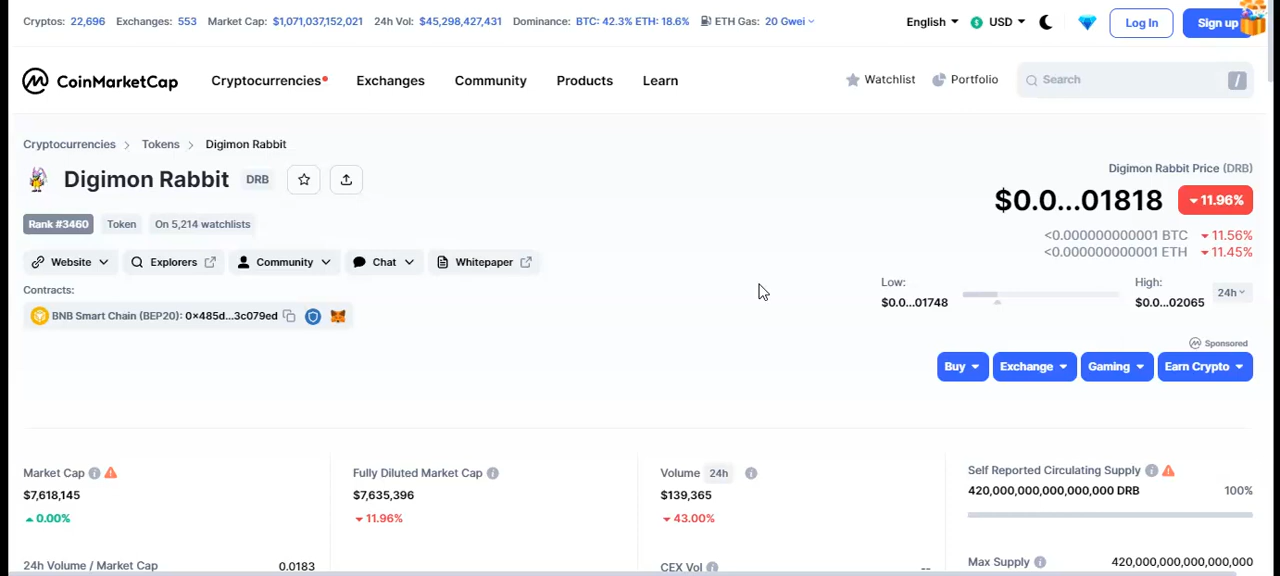 Cryptos: 22,696 Exchanges: 553 Market Cap: $1,071,037,152,021 24h Vol: $45,298,427,431 Dominance: BTC: 42.3% ETH: 18.6% ETH Gas: 20 Gwei English USD Log In Sign up
CoinMarketCap Cryptocurrencies Exchanges Community Products Learn Watchlist Portfolio Search /
Cryptocurrencies > Tokens > Digimon Rabbit
Digimon Rabbit DRB
Rank #3460 Token On 5,214 watchlists
Website Explorers Community Chat Whitepaper
Contracts:
BNB Smart Chain (BEP20): 0x485d...3c079ed
Digimon Rabbit Price (DRB)
$0.0...01818 11.96%
<0.000000000001 BTC 11.56%
<0.000000000001 ETH 11.45%
Low: High:
$0.0...01748 $0.0...02065 24h
Sponsored
Buy Exchange Gaming Earn Crypto
Market Cap
$7,618,145
0.00%
24h Volume / Market Cap 0.0183
Fully Diluted Market Cap
$7,635,396
11.96%
Volume 24h
$139,365
43.00%
CEX Vol --
Self Reported Circulating Supply
420,000,000,000,000,000 DRB 100%
Max Supply 420,000,000,000,000,000